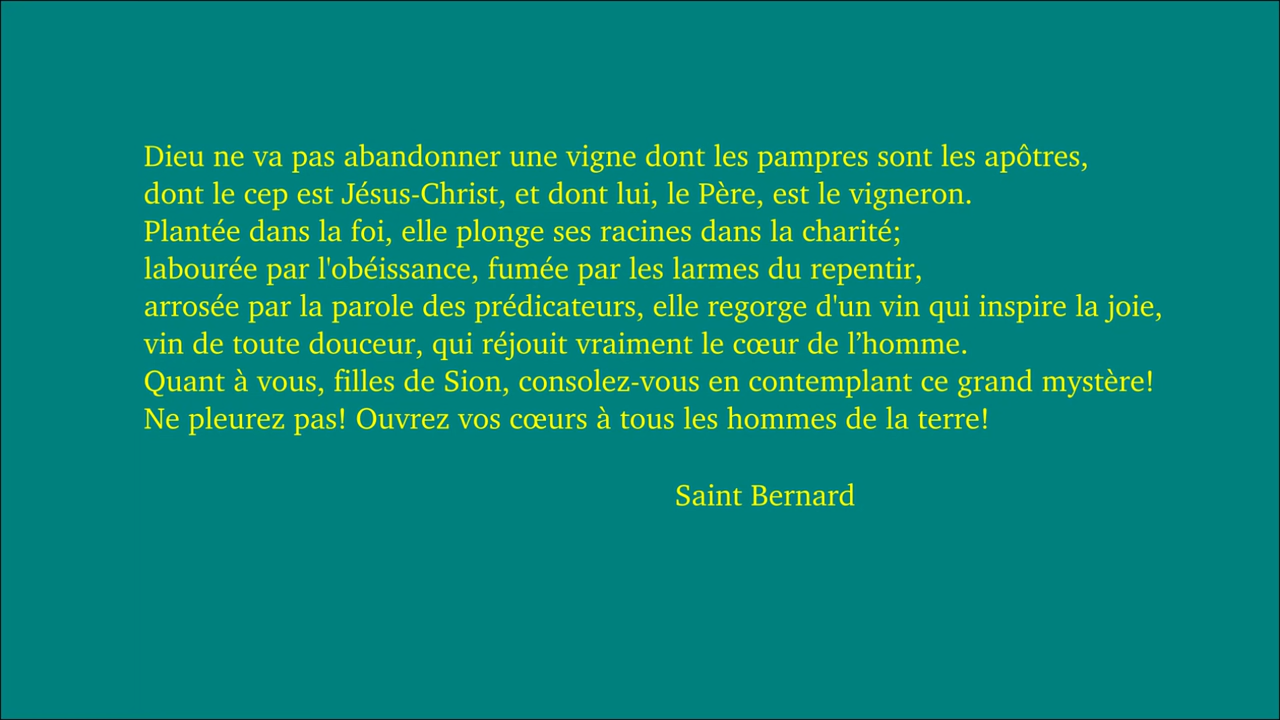 Dieu ne va pas abandonner une vigne dont les pampres sont les apôtres,
dont le cep est Jésus-Christ, et dont lui, le Père, est le vigneron.
Plantée dans la foi, elle plonge ses racines dans la charité;
labourée par l'obéissance, fumée par les larmes du repentir,
arrosée par la parole des prédicateurs, elle regorge d'un vin qui inspire la joie,
vin de toute douceur, qui réjouit vraiment le cœur de l’homme.
Quant à vous, filles de Sion, consolez-vous en contemplant ce grand mystère!
Ne pleurez pas! Ouvrez vos cœurs à tous les hommes de la terre!
Saint Bernard